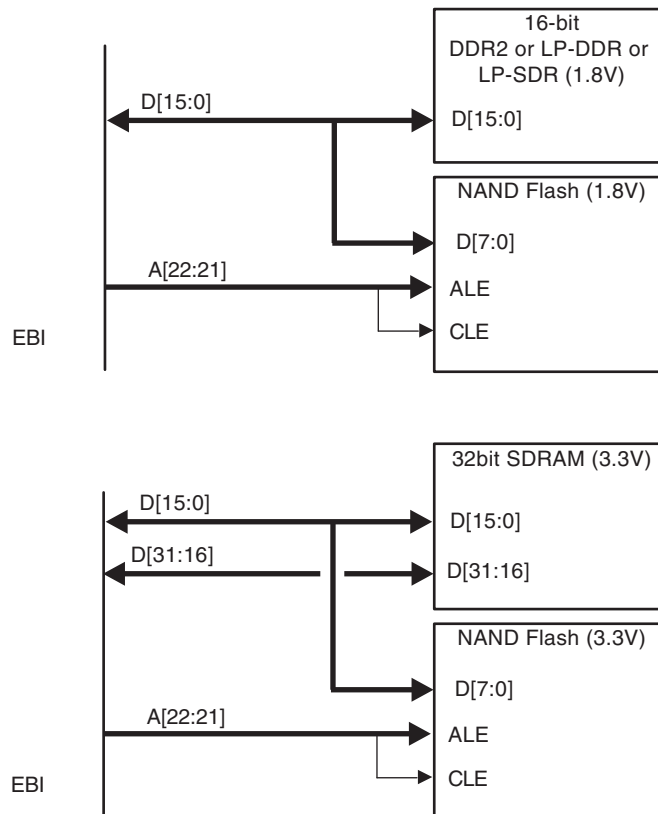 16-bit
DDR2 or LP-DDR or
LP-SDR (1.8V)
D[15:0]
D[15:0]
NAND Flash (1.8V)
D[7:0]
A[22:21]
ALE
CLE
EBI
32bit SDRAM (3.3V)
D[15:0]
D[15:0]
D[31:16]
D[31:16]
NAND Flash (3.3V)
D[7:0]
A[22:21]
ALE
CLE
EBI